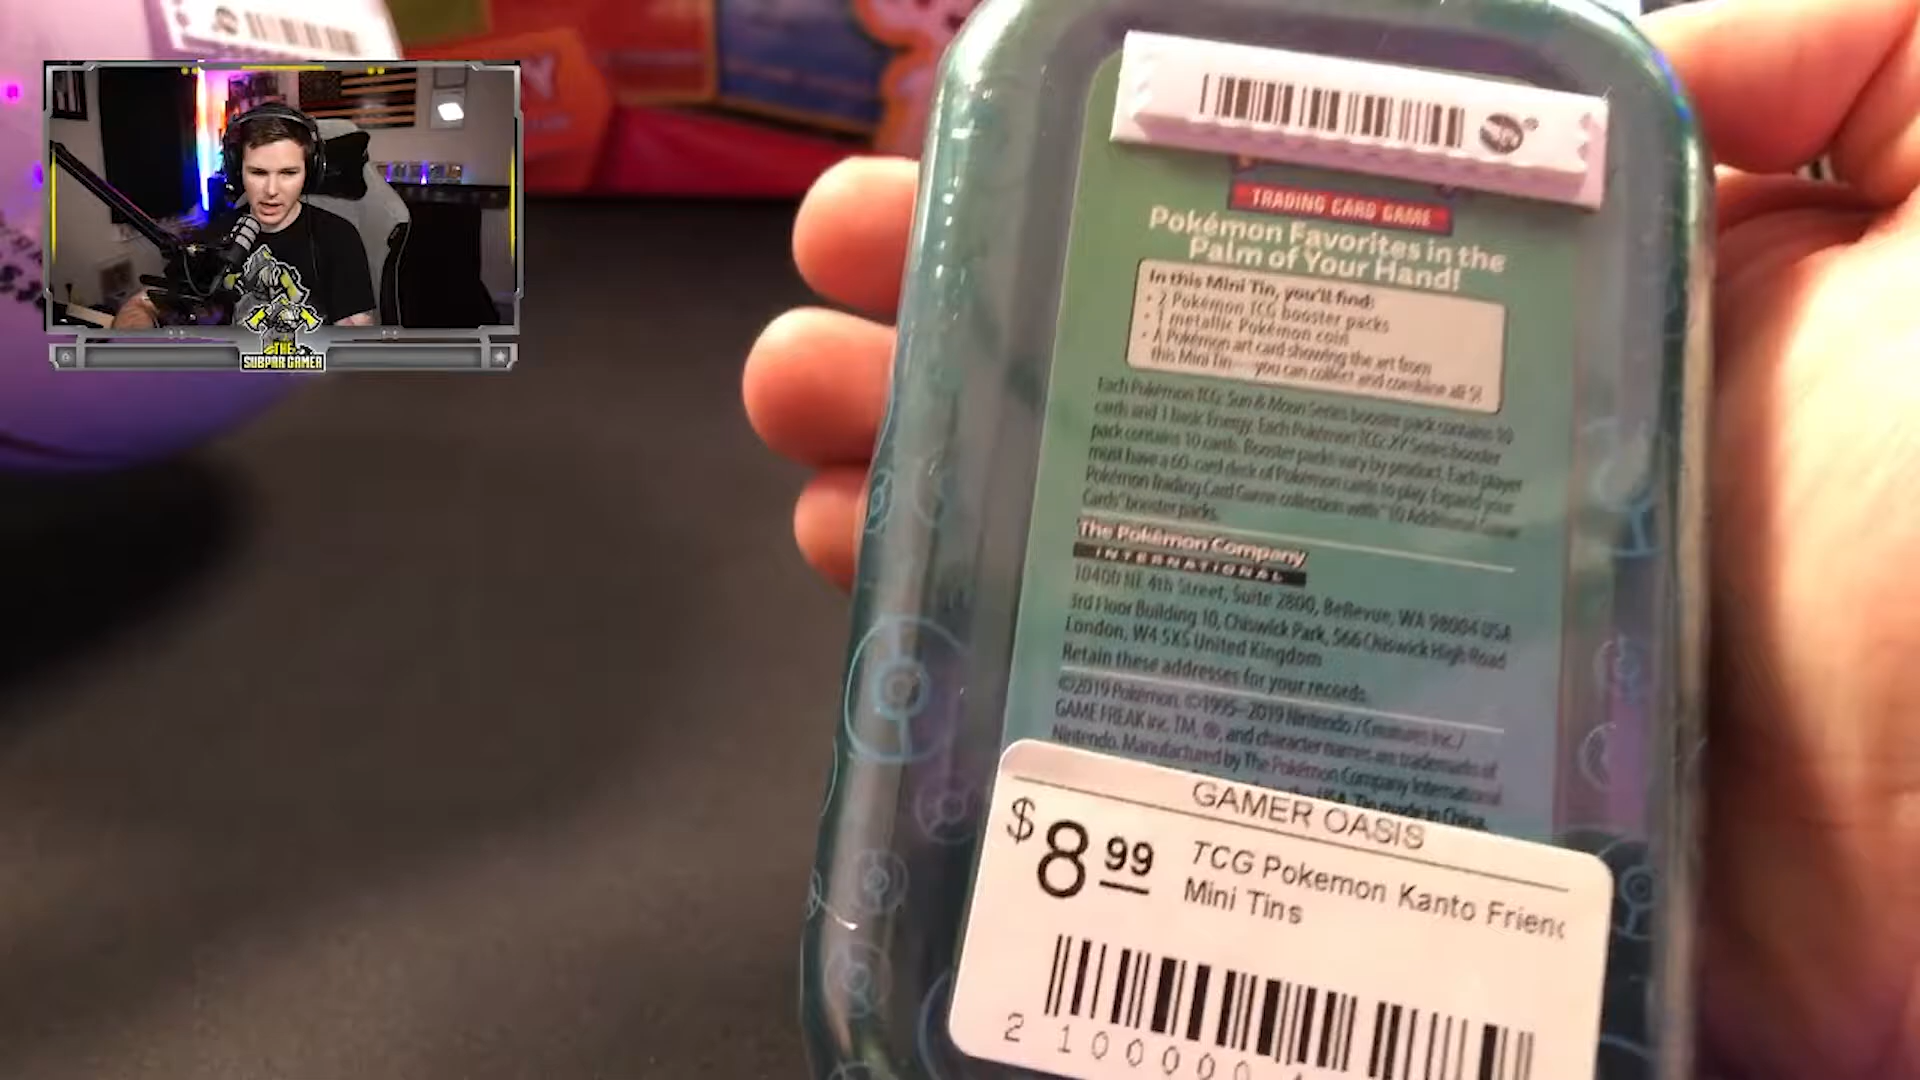 THE
SUBPAR GAMER
TRADING CARD GAME
Pokémon Favorites in the
Palm of Your Hand!
In this Mini Tin, you'll find:
• 2 Pokémon TCG booster packs
• 1 metallic Pokémon coin
• A Pokémon art card showing the art from
this Mini Tin—you can collect and combine all 5!
Each Pokémon TCG: Sun & Moon Series booster pack contains 10
cards and 1 basic Energy. Each Pokémon TCG: XY Series booster
pack contains 10 cards. Booster packs vary by product. Each player
must have a 60-card deck of Pokémon cards to play. Expand your
Pokémon Trading Card Game collection with "10 Additional Game
Cards" booster packs.
The Pokémon Company
INTERNATIONAL
10400 NE 4th Street, Suite 2800, Bellevue, WA 98004 USA
3rd Floor Building 10, Chiswick Park, 566 Chiswick High Road
London, W4 5XS United Kingdom
Retain these addresses for your records.
©2019 Pokémon. ©1995–2019 Nintendo / Creatures Inc. /
GAME FREAK inc. TM, ®, and character names are trademarks of
Nintendo. Manufactured by The Pokémon Company International
the USA. Tin made in China.
GAMER OASIS
$8.99
TCG Pokemon Kanto Frien
Mini Tins
2 100000